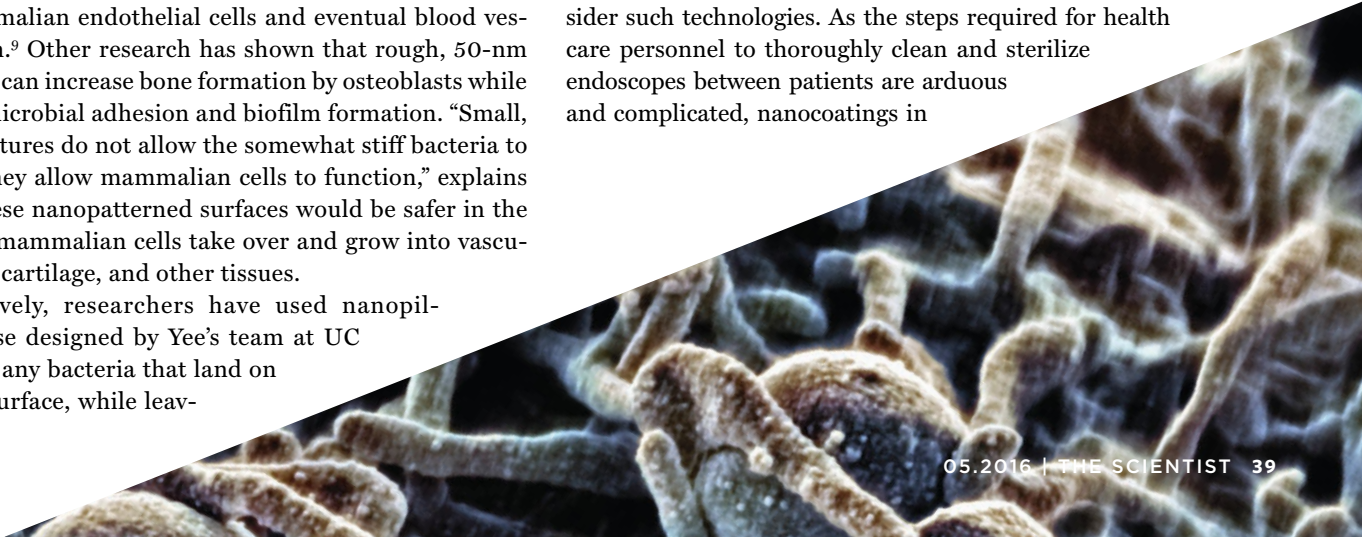 malian endothelial cells and eventual blood ves-
.9 Other research has shown that rough, 50-nm
can increase bone formation by osteoblasts while
icrobial adhesion and biofilm formation. “Small,
tures do not allow the somewhat stiff bacteria to
hey allow mammalian cells to function,” explains
ese nanopatterned surfaces would be safer in the
mammalian cells take over and grow into vascu-
cartilage, and other tissues.
vely, researchers have used nanopil-
se designed by Yee’s team at UC
any bacteria that land on
urface, while leav-
sider such technologies. As the steps required for health
care personnel to thoroughly clean and sterilize
endoscopes between patients are arduous
and complicated, nanocoatings in
05.2016 | THE SCIENTIST 39